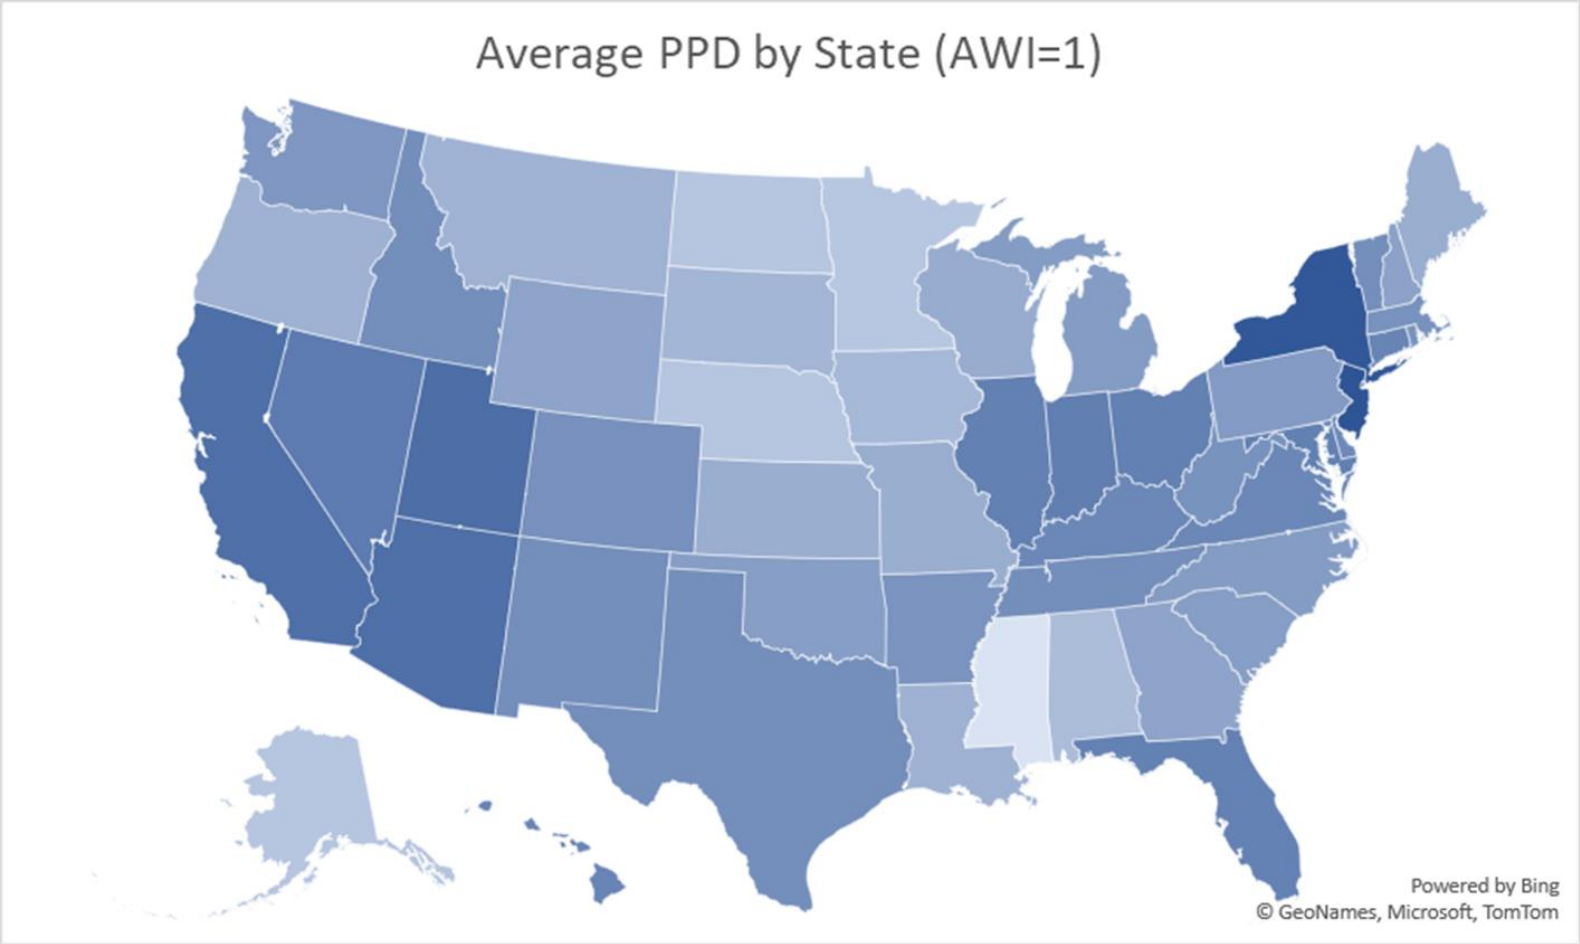 Average PPD by State (AWI=1)
Powered by Bing
© GeoNames, Microsoft, TomTom